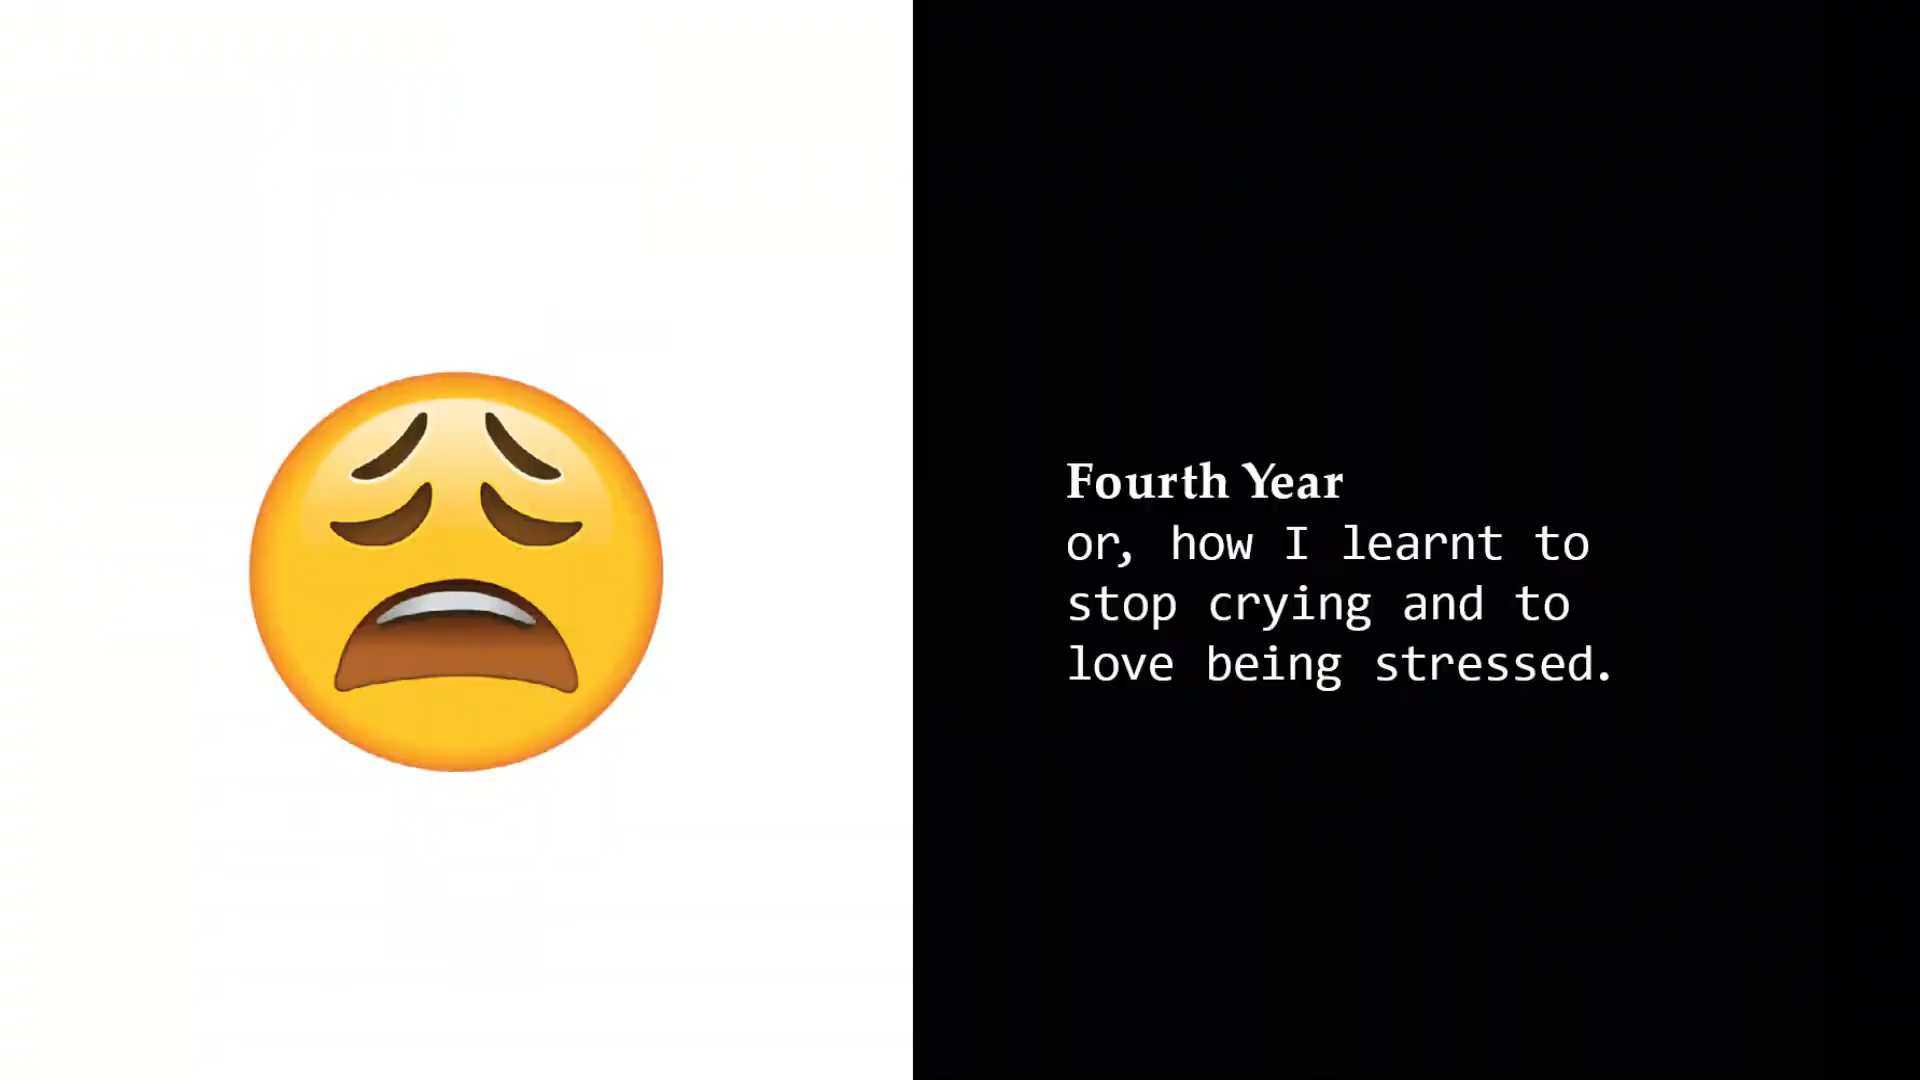 Fourth Year
or, how I learnt to
stop crying and to
love being stressed.